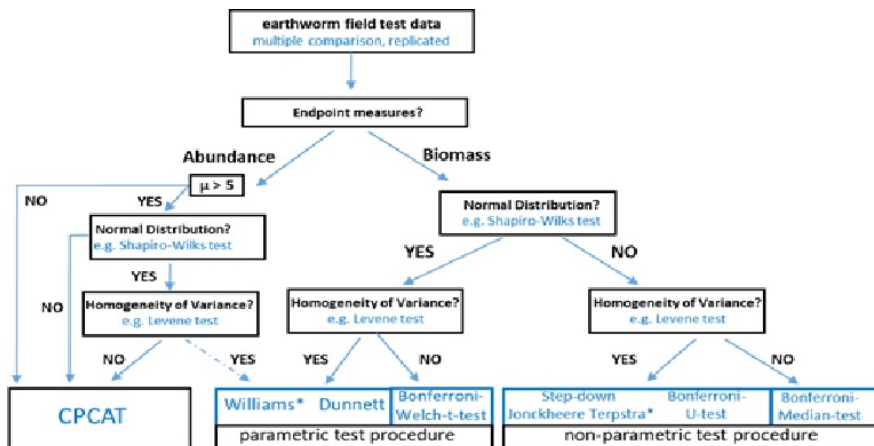 earthworm field test data
multiple comparison, replicated
Endpoint measures?
Abundance
Biomass
μ > 5
NO
YES
Normal Distribution?
e.g. Shapiro-Wilks test
Normal Distribution?
e.g. Shapiro-Wilks test
YES
NO
YES
NO
Homogeneity of Variance?
e.g. Levene test
Homogeneity of Variance?
e.g. Levene test
Homogeneity of Variance?
e.g. Levene test
NO
YES
YES
NO
YES
NO
CPCAT
Williams* Dunnett
Bonferroni-
Welch-t-test
Step-down
Jonckheere Terpstra*
Bonferroni-
U-test
Bonferroni-
Median-test
parametric test procedure
non-parametric test procedure